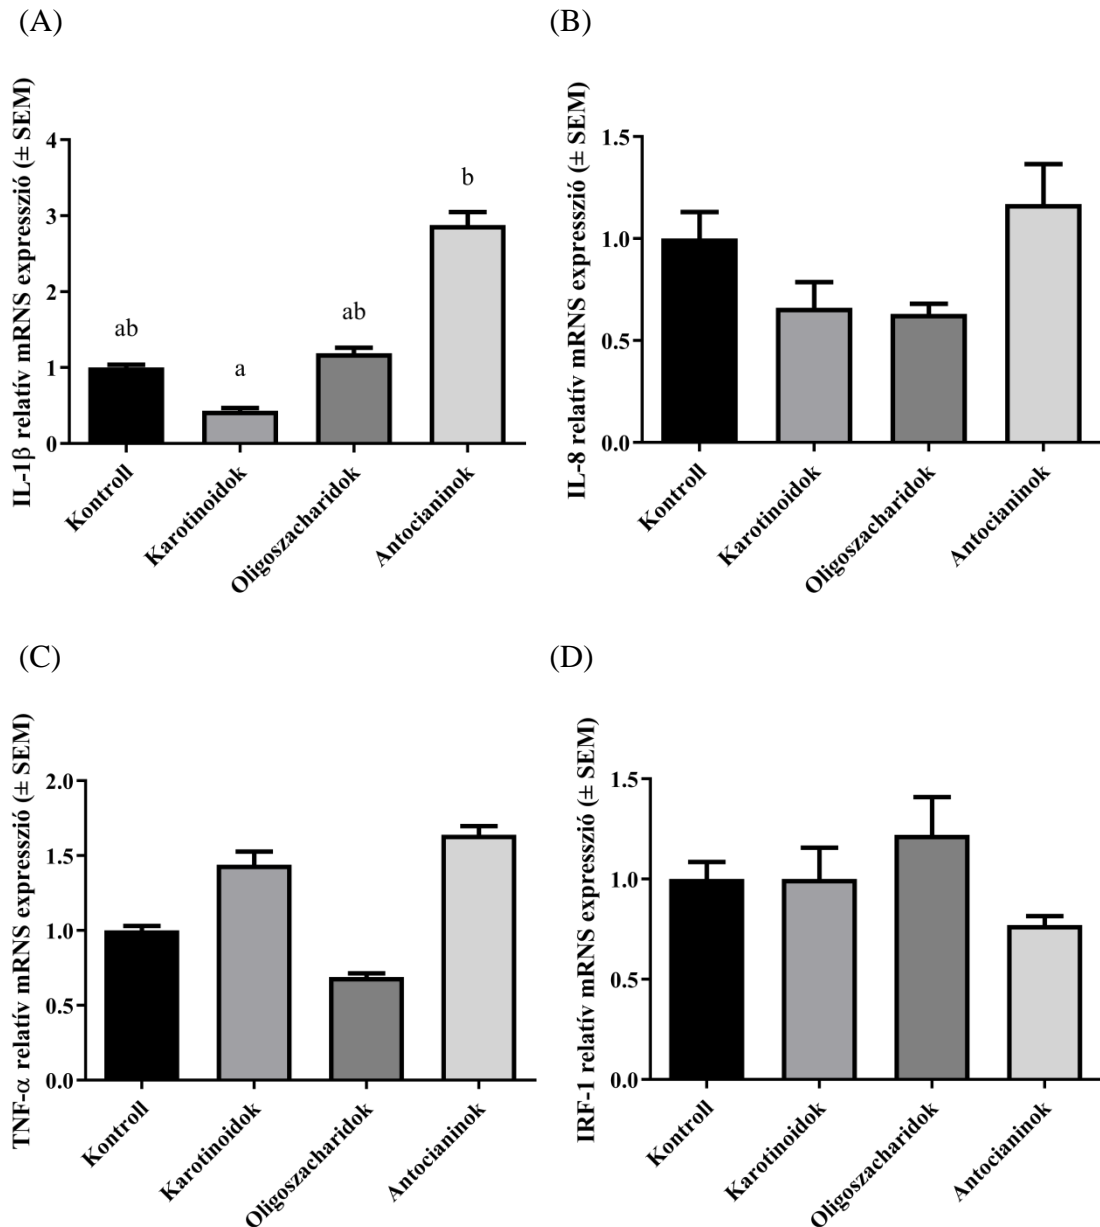 (A)
IL-1β relatív mRNS expresszió (± SEM)
4
3
2
1
0
ab
a
ab
b
Kontroll
Karotinoidok
Oligoszacharidok
Antocianinok
(B)
IL-8 relatív mRNS expresszió (± SEM)
1.5
1.0
0.5
0.0
Kontroll
Karotinoidok
Oligoszacharidok
Antocianinok
(C)
TNF-α relatív mRNS expresszió (± SEM)
2.0
1.5
1.0
0.5
0.0
Kontroll
Karotinoidok
Oligoszacharidok
Antocianinok
(D)
IRF-1 relatív mRNS expresszió (± SEM)
1.5
1.0
0.5
0.0
Kontroll
Karotinoidok
Oligoszacharidok
Antocianinok